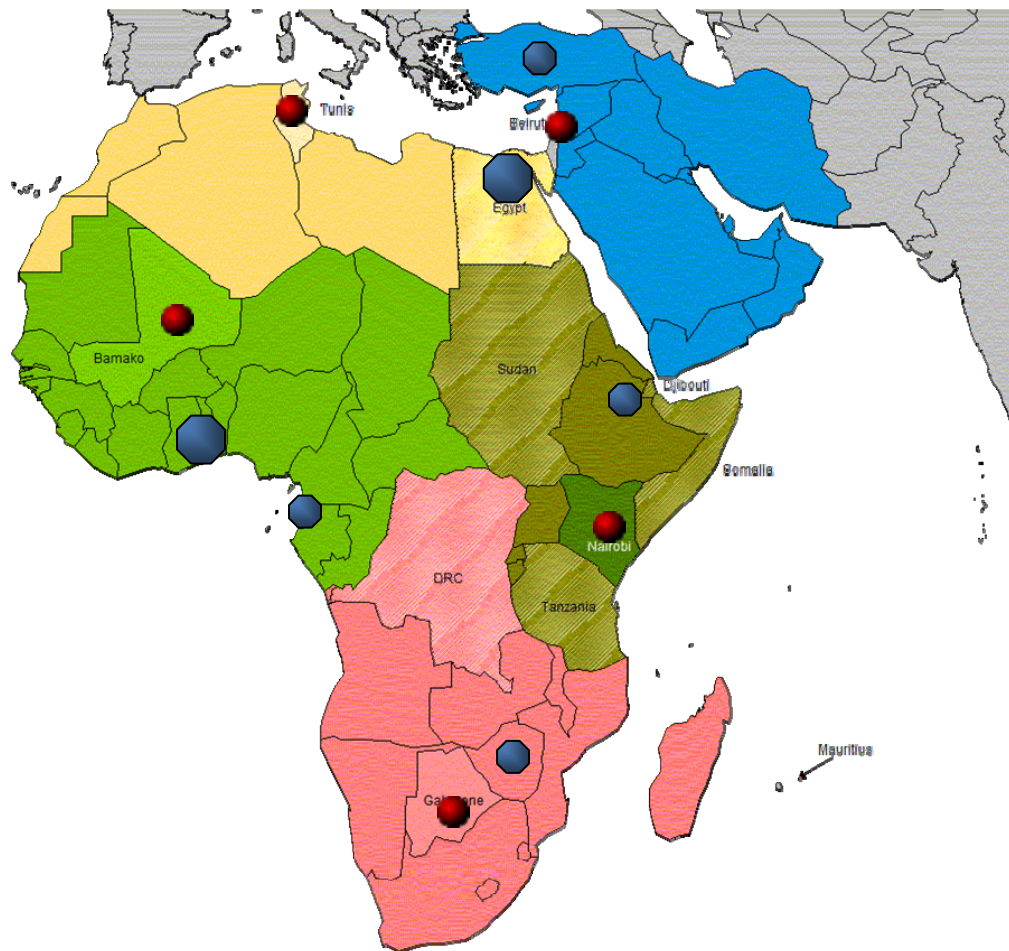 Tunis
Beirut
Egypt
Bamako
Sudan
Djibouti
Somalia
Nairobi
DRC
Tanzania
Mauritius